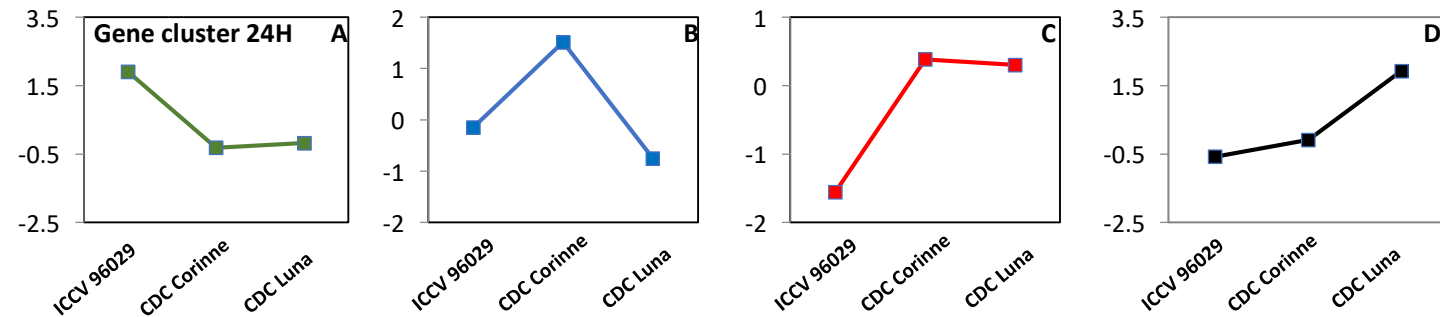 Gene cluster 24H A
3.5
1.5
-0.5
-2.5
ICCV 96029
CDC Corinne
CDC Luna
B
2
1
0
-1
-2
ICCV 96029
CDC Corinne
CDC Luna
C
1
0
-1
-2
ICCV 96029
CDC Corinne
CDC Luna
D
3.5
1.5
-0.5
-2.5
ICCV 96029
CDC Corinne
CDC Luna